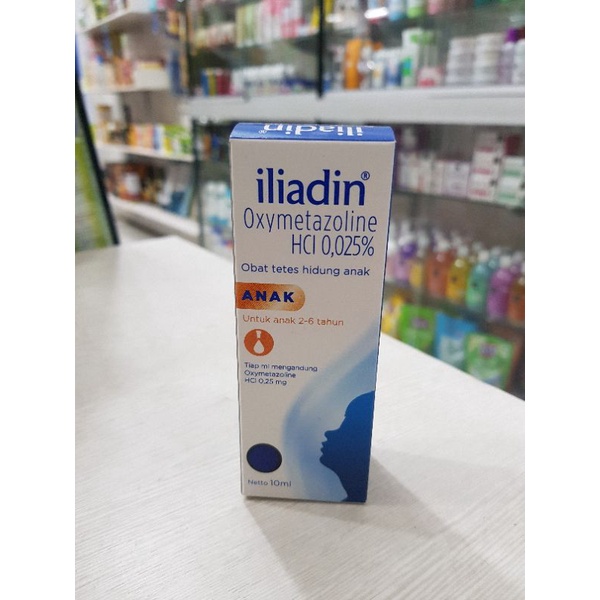 iliadin®
iliadin®
Oxymetazoline
HCl 0,025%
Obat tetes hidung anak
ANAK
Untuk anak 2-6 tahun
Tiap ml mengandung
Oxymetazoline
HCl 0,25 mg
Netto 10ml